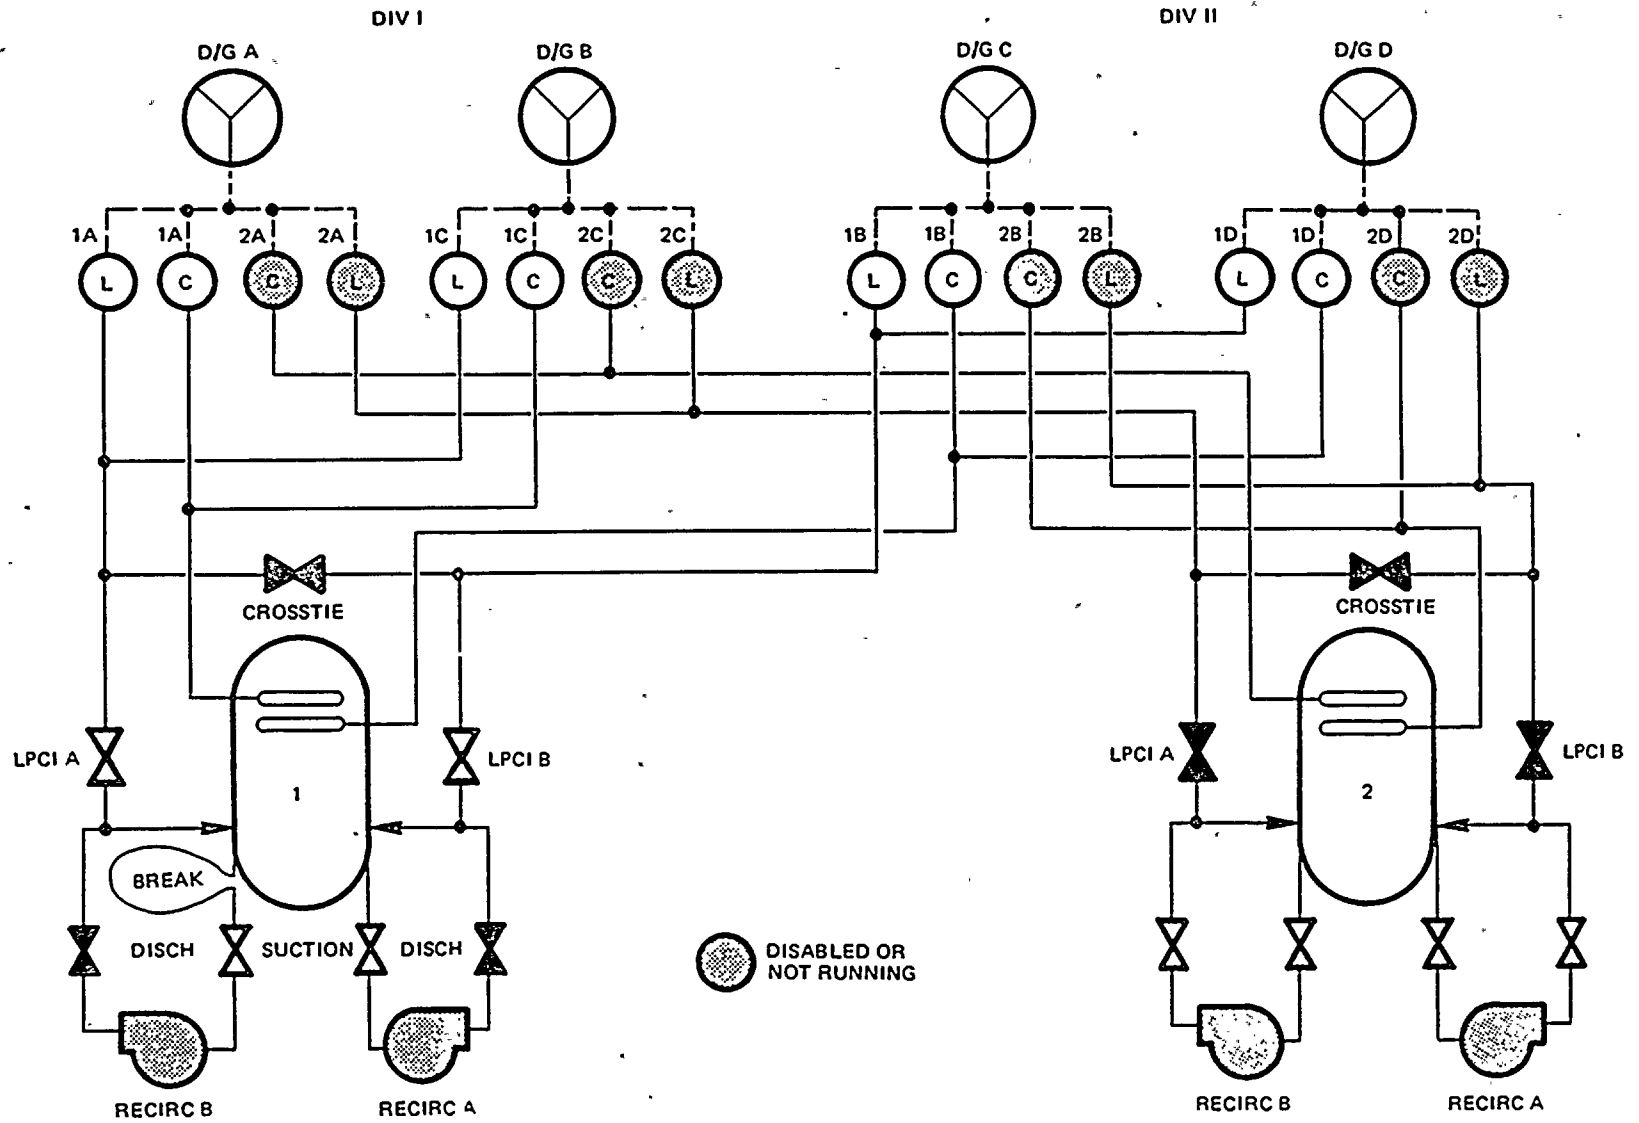 DIV I
DIV II
D/G A
D/G B
D/G C
D/G D
1A 1A 2A 2A
1C 1C 2C 2C
1B 1B 2B 2B
1D 1D 2D 2D
L C C L
L C C L
L C C L
L C C L
CROSSTIE
CROSSTIE
LPCI A
LPCI B
LPCI A
LPCI B
1
2
BREAK
DISCH
SUCTION
DISCH
DISABLED OR
NOT RUNNING
RECIRC B
RECIRC A
RECIRC B
RECIRC A